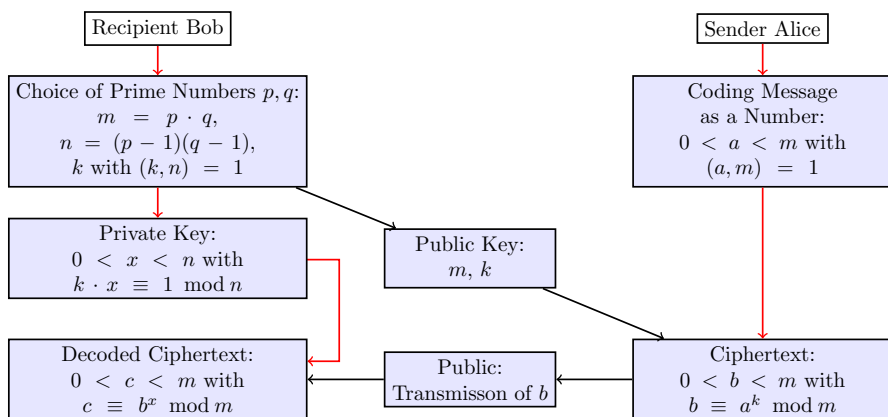 Recipient Bob
Sender Alice
Choice of Prime Numbers p, q:
m = p · q,
n = (p − 1)(q − 1),
k with (k, n) = 1
Coding Message
as a Number:
0 < a < m with
(a, m) = 1
Private Key:
0 < x < n with
k · x ≡ 1 mod n
Public Key:
m, k
Decoded Ciphertext:
0 < c < m with
c ≡ bˣ mod m
Public:
Transmisson of b
Ciphertext:
0 < b < m with
b ≡ aᵏ mod m